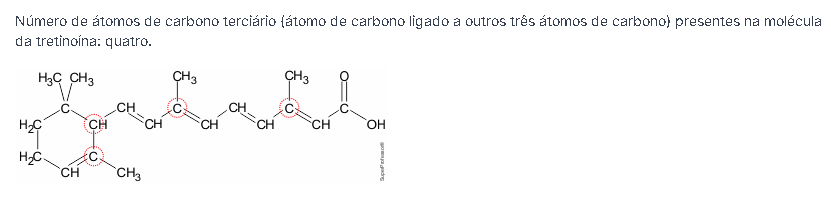 Número de átomos de carbono terciário (átomo de carbono ligado a outros três átomos de carbono) presentes na molécula
da tretinoína: quatro.
H3C CH3 CH3 CH3 O
C CH C CH C C
H2C CH CH CH CH CH OH
H2C C
CH CH3
SuperProfessor®